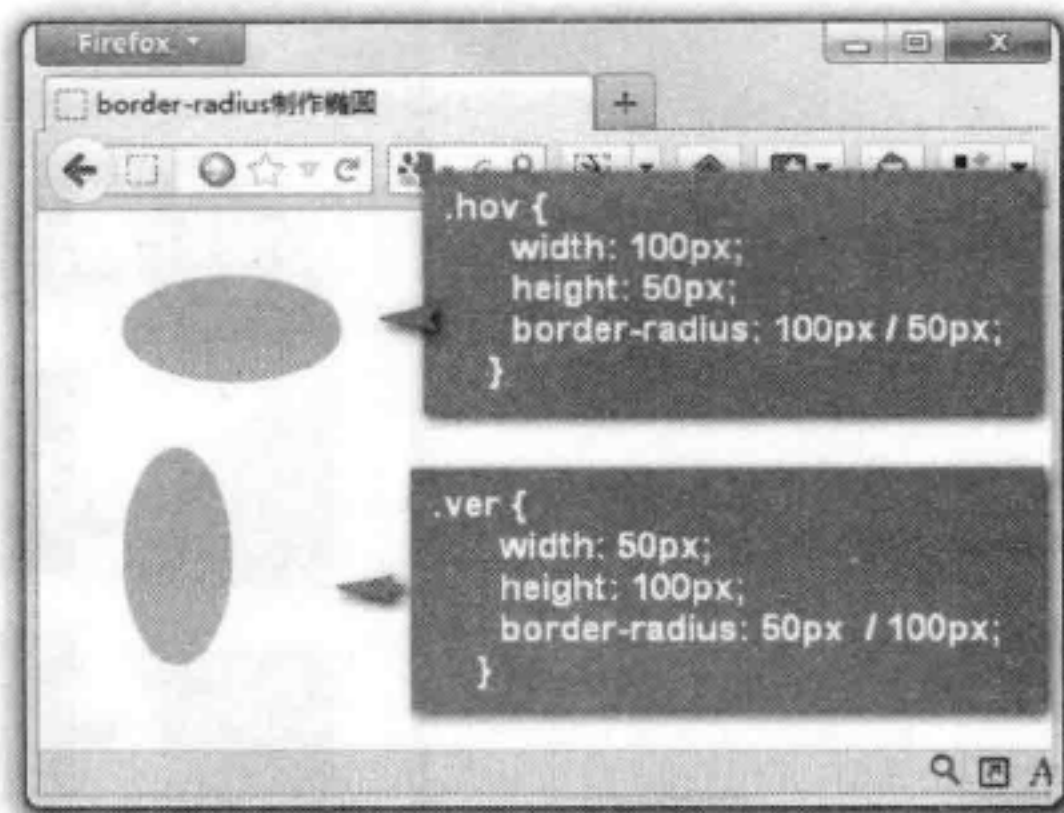 Firefox
border-radius制作椭圆
.hov {
width: 100px;
height: 50px;
border-radius: 100px / 50px;
}
.ver {
width: 50px;
height: 100px;
border-radius: 50px / 100px;
}
A